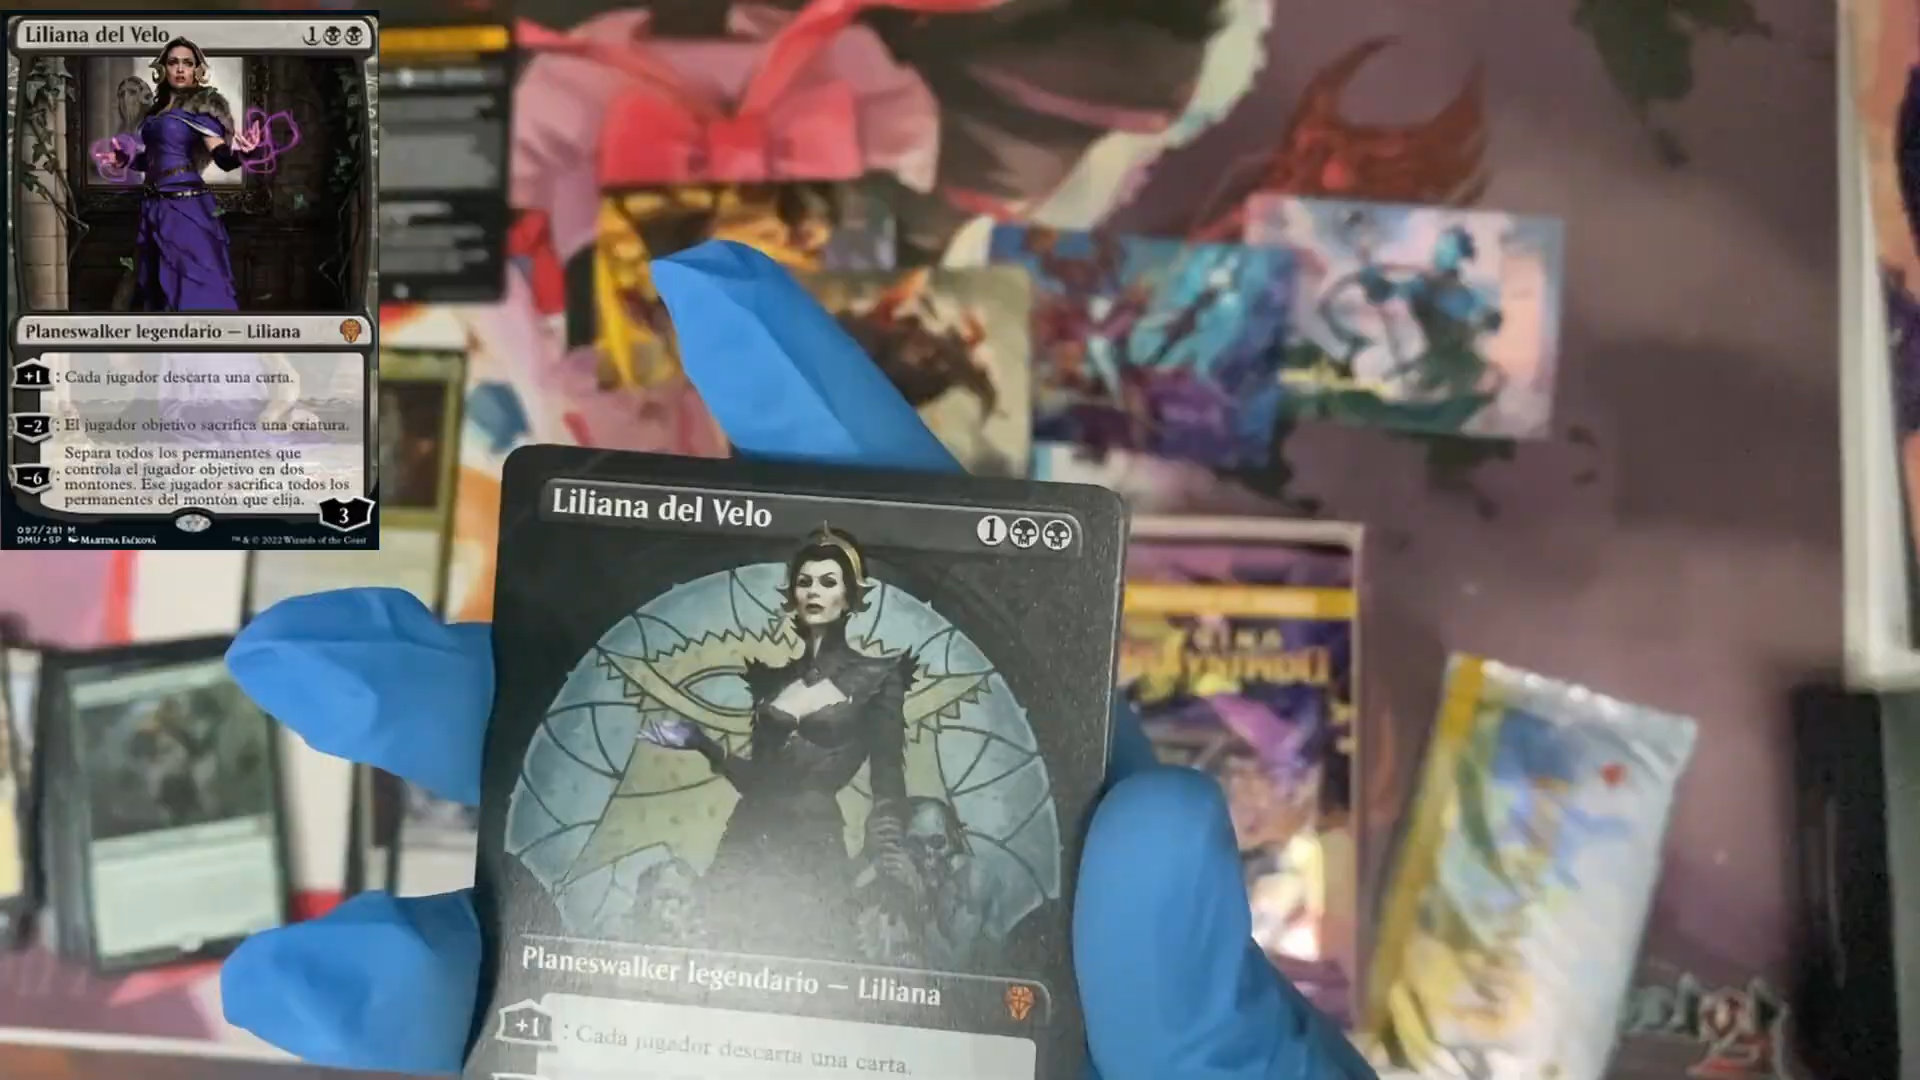 Liliana del Velo 1
Planeswalker legendario — Liliana
+1 : Cada jugador descarta una carta.
-2 : El jugador objetivo sacrifica una criatura.
Separa todos los permanentes que
-6 : controla el jugador objetivo en dos
montones. Ese jugador sacrifica todos los
permanentes del montón que elija.
3
097/281 M
DMU • SP Martina Fačková ™ & © 2022 Wizards of the Coast
Liliana del Velo 1
Planeswalker legendario — Liliana
+1 : Cada jugador descarta una carta.